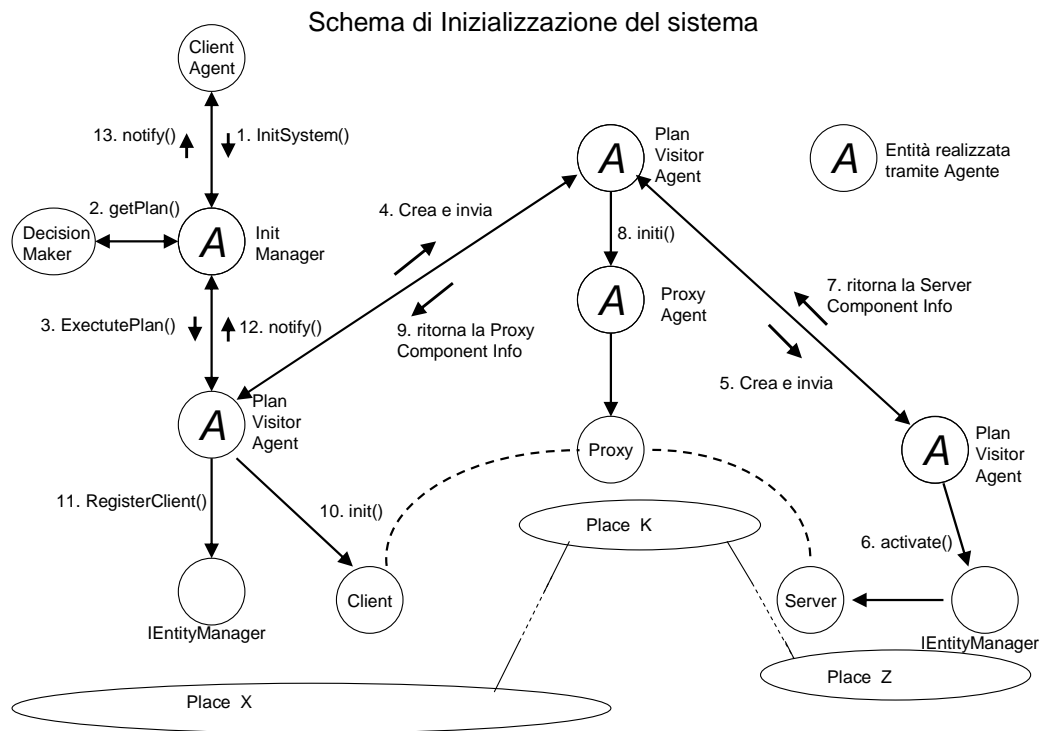 Schema di Inizializzazione del sistema
Client
Agent
13. notify()
1. InitSystem()
2. getPlan()
Decision
Maker
A
Init
Manager
3. ExectutePlan()
12. notify()
A
Plan
Visitor
Agent
11. RegisterClient()
10. init()
IEntityManager
Client
4. Crea e invia
9. ritorna la Proxy
Component Info
A
Plan
Visitor
Agent
8. initi()
A
Proxy
Agent
Proxy
A
Entità realizzata
tramite Agente
7. ritorna la Server
Component Info
5. Crea e invia
A
Plan
Visitor
Agent
6. activate()
Server
IEntityManager
Place K
Place Z
Place X